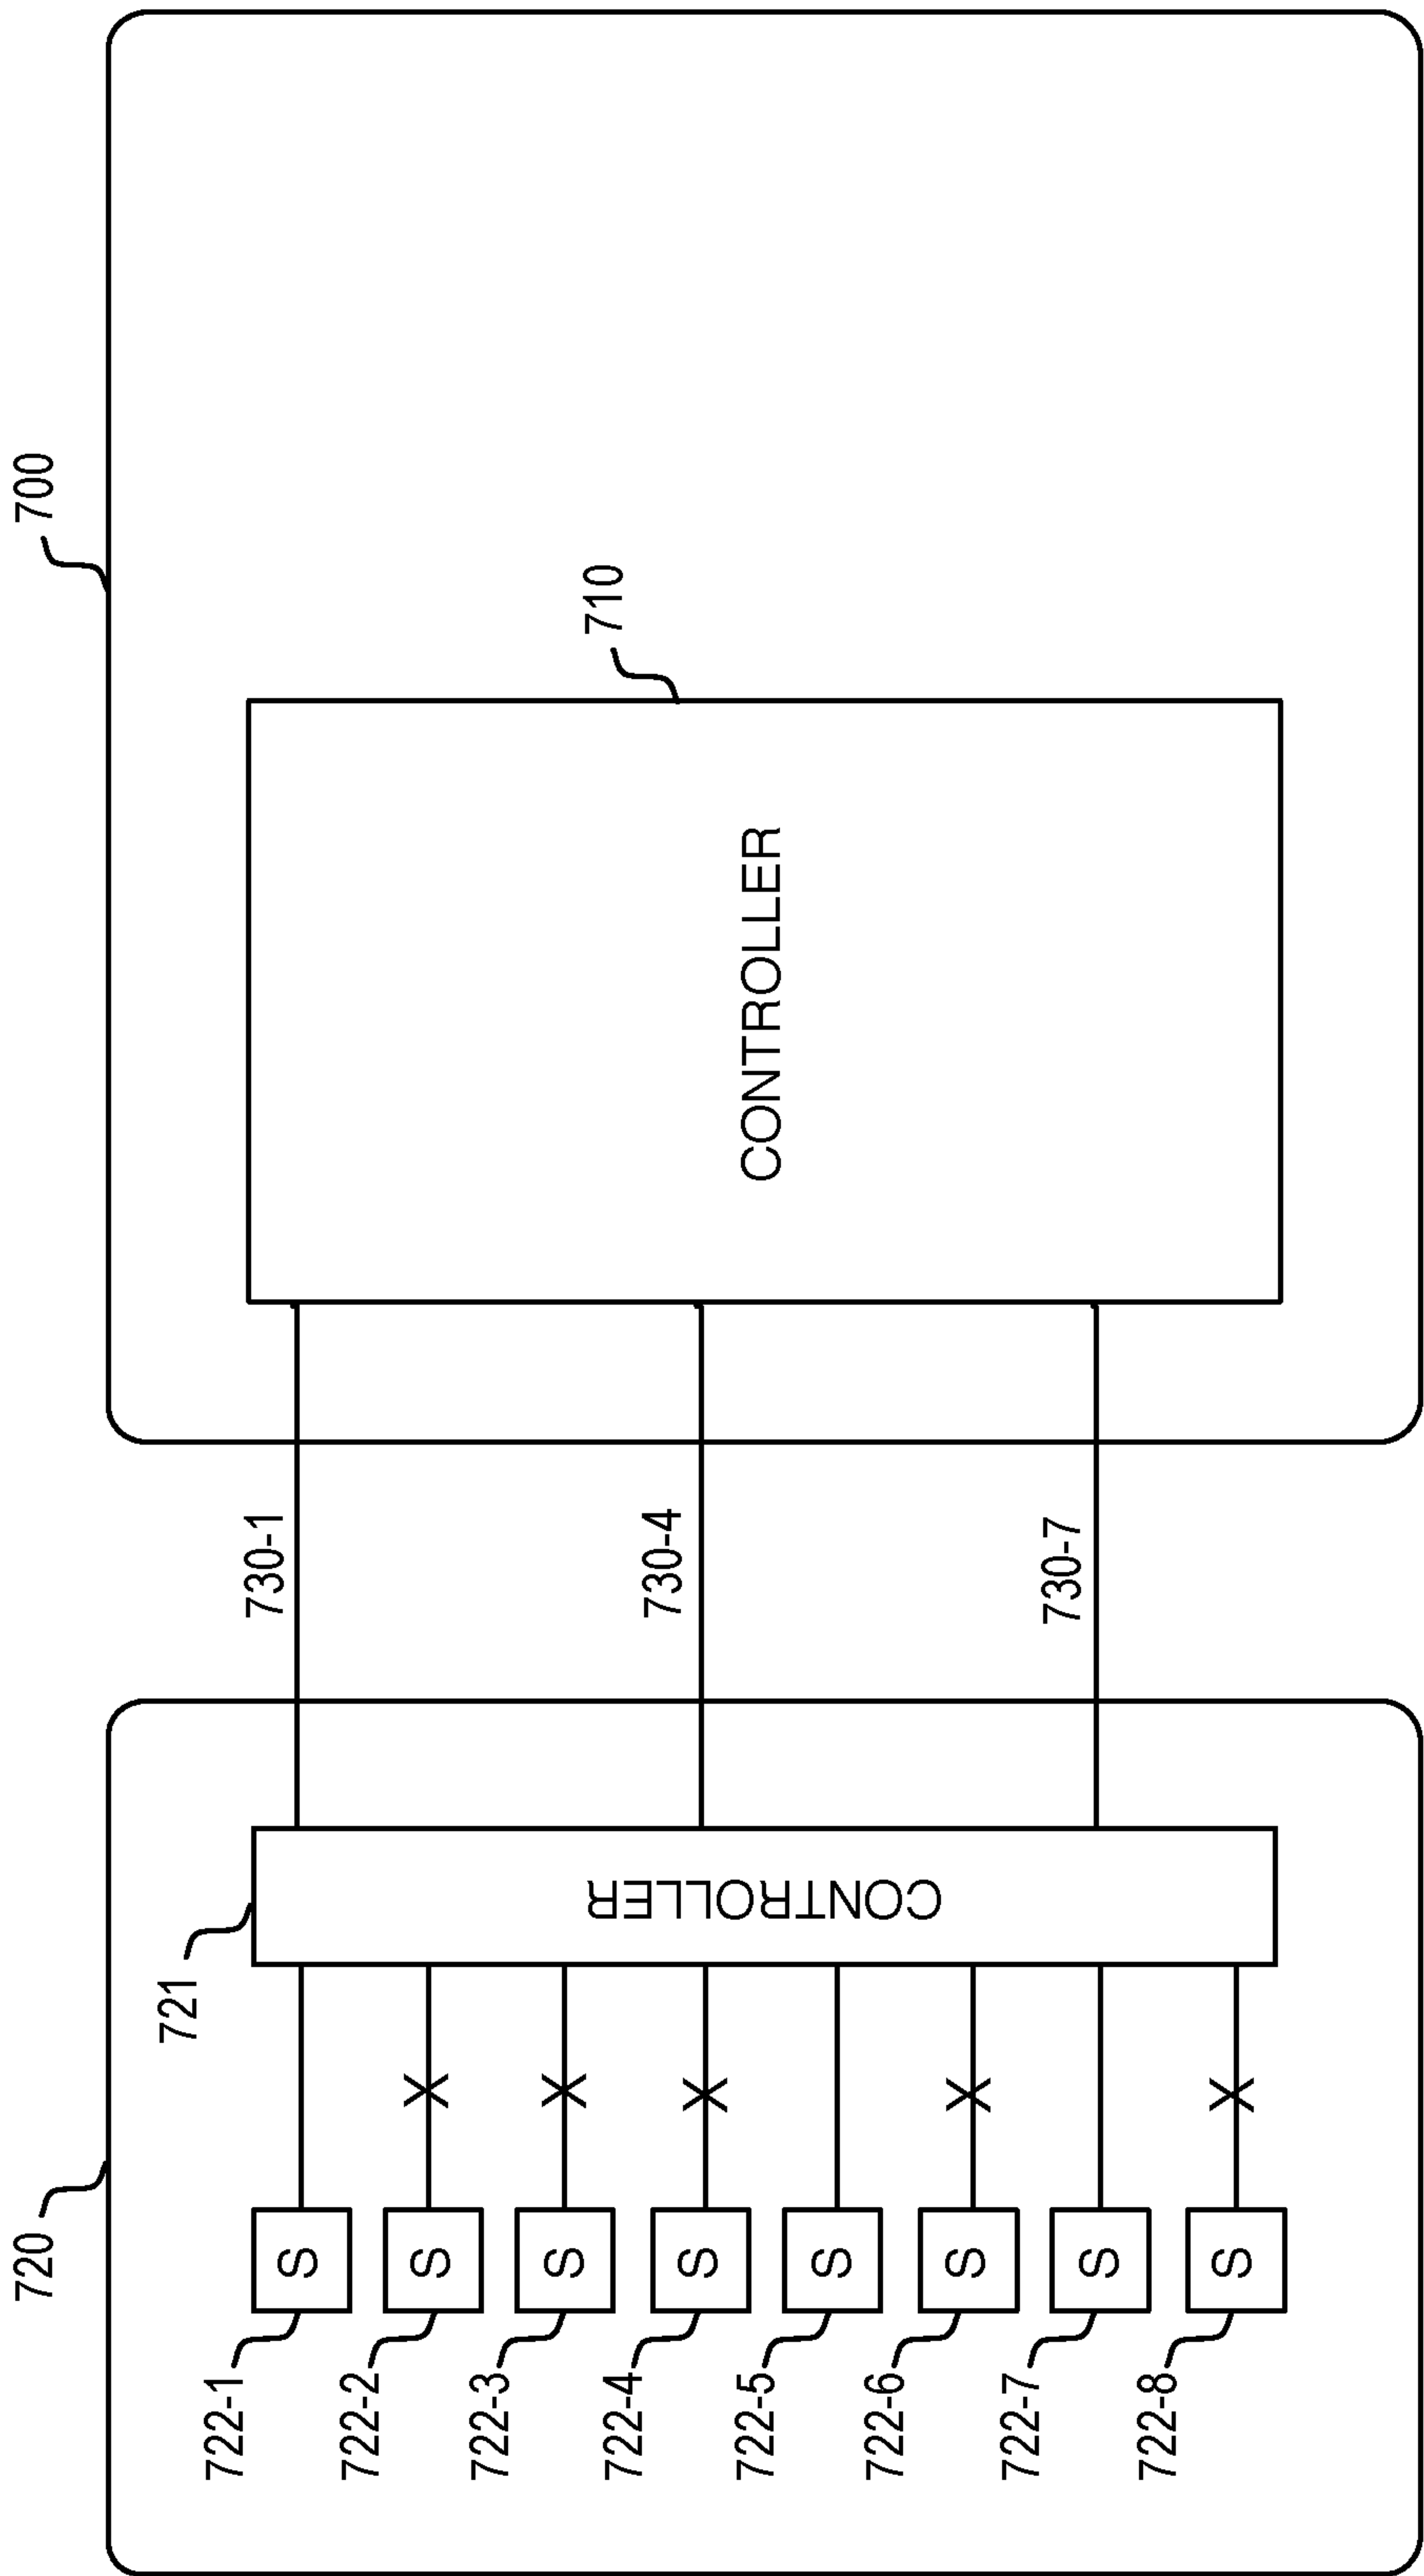 700
710
CONTROLLER
730-1
730-4
730-7
720
721
CONTROLLER
S
S
S
S
S
S
S
S
722-1
722-2
722-3
722-4
722-5
722-6
722-7
722-8
X
X
X
X
X